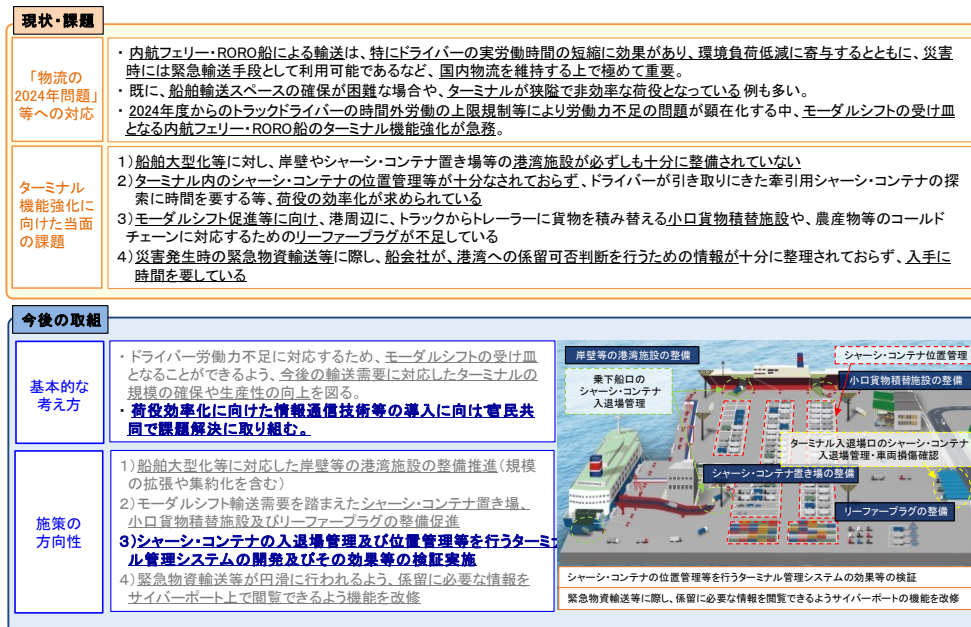 現状・課題
「物流の
2024年問題」
等への対応
・内航フェリー・RORO船による輸送は、特にドライバーの実労働時間の短縮に効果があり、環境負荷低減に寄与するとともに、災害
時には緊急輸送手段として利用可能であるなど、国内物流を維持する上で極めて重要。
・既に、船舶輸送スペースの確保が困難な場合や、ターミナルが狭隘で非効率な荷役となっている例も多い。
・2024年度からのトラックドライバーの時間外労働の上限規制等により労働力不足の問題が顕在化する中、モーダルシフトの受け皿
となる内航フェリー・RORO船のターミナル機能強化が急務。
ターミナル
機能強化に
向けた当面
の課題
1)船舶大型化等に対し、岸壁やシャーシ・コンテナ置き場等の港湾施設が必ずしも十分に整備されていない
2)ターミナル内のシャーシ・コンテナの位置管理等が十分なされておらず、ドライバーが引き取りにきた牽引用シャーシ・コンテナの探
索に時間を要する等、荷役の効率化が求められている
3)モーダルシフト促進等に向け、港周辺に、トラックからトレーラーに貨物を積み替える小口貨物積替施設や、農産物等のコールド
チェーンに対応するためのリーファープラグが不足している
4)災害発生時の緊急物資輸送等に際し、船会社が、港湾への係留可否判断を行うための情報が十分に整理されておらず、入手に
時間を要している
今後の取組
基本的な
考え方
・ドライバー労働力不足に対応するため、モーダルシフトの受け皿
となることができるよう、今後の輸送需要に対応したターミナルの
規模の確保や生産性の向上を図る。
・荷役効率化に向けた情報通信技術等の導入に向け官民共
同で課題解決に取り組む。
施策の
方向性
1)船舶大型化等に対応した岸壁等の港湾施設の整備推進(規模
の拡張や集約化を含む)
2)モーダルシフト輸送需要を踏まえたシャーシ・コンテナ置き場、
小口貨物積替施設及びリーファープラグの整備促進
3)シャーシ・コンテナの入退場管理及び位置管理等を行うターミナ
ル管理システムの開発及びその効果等の検証実施
4)緊急物資輸送等が円滑に行われるよう、係留に必要な情報を
サイバーポート上で閲覧できるよう機能を改修
岸壁等の港湾施設の整備
シャーシ・コンテナ位置管理
乗下船口の
シャーシ・コンテナ
入退場管理
小口貨物積替施設の整備
ターミナル入退場口のシャーシ・コンテナ
入退場管理・車両損傷確認
シャーシ・コンテナ置き場の整備
リーファープラグの整備
シャーシ・コンテナの位置管理等を行うターミナル管理システムの効果等の検証
緊急物資輸送等に際し、係留に必要な情報を閲覧できるようサイバーポートの機能を改修